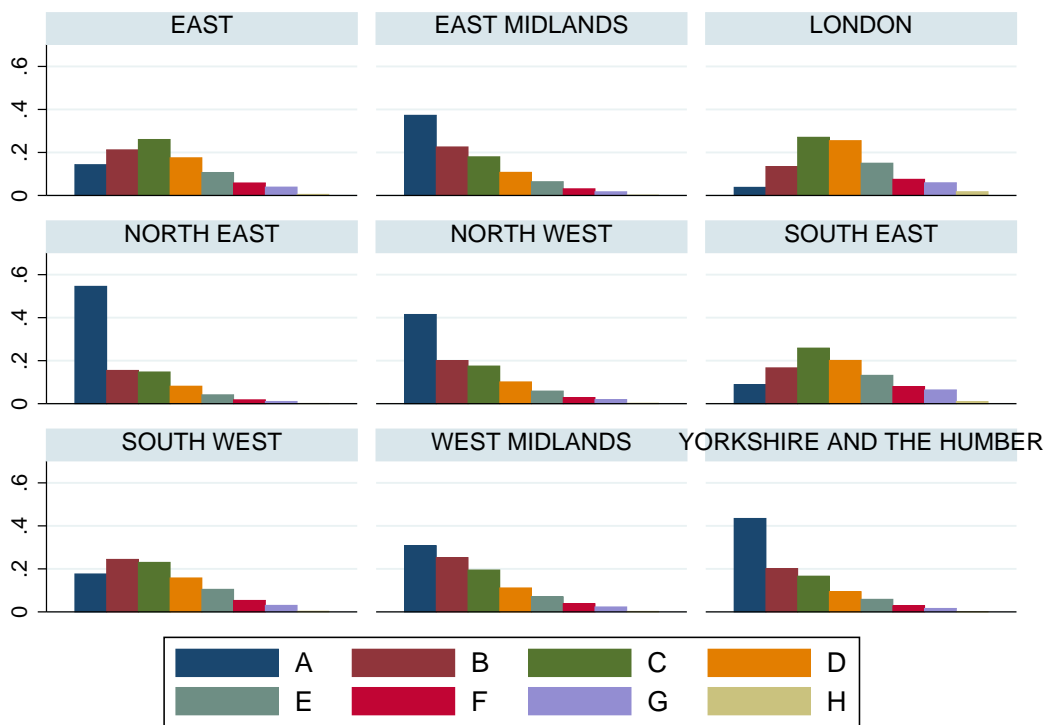 EAST EAST MIDLANDS LONDON
.6
.4
.2
0
NORTH EAST NORTH WEST SOUTH EAST
.6
.4
.2
0
SOUTH WEST WEST MIDLANDS YORKSHIRE AND THE HUMBER
.6
.4
.2
0
A B C D
E F G H